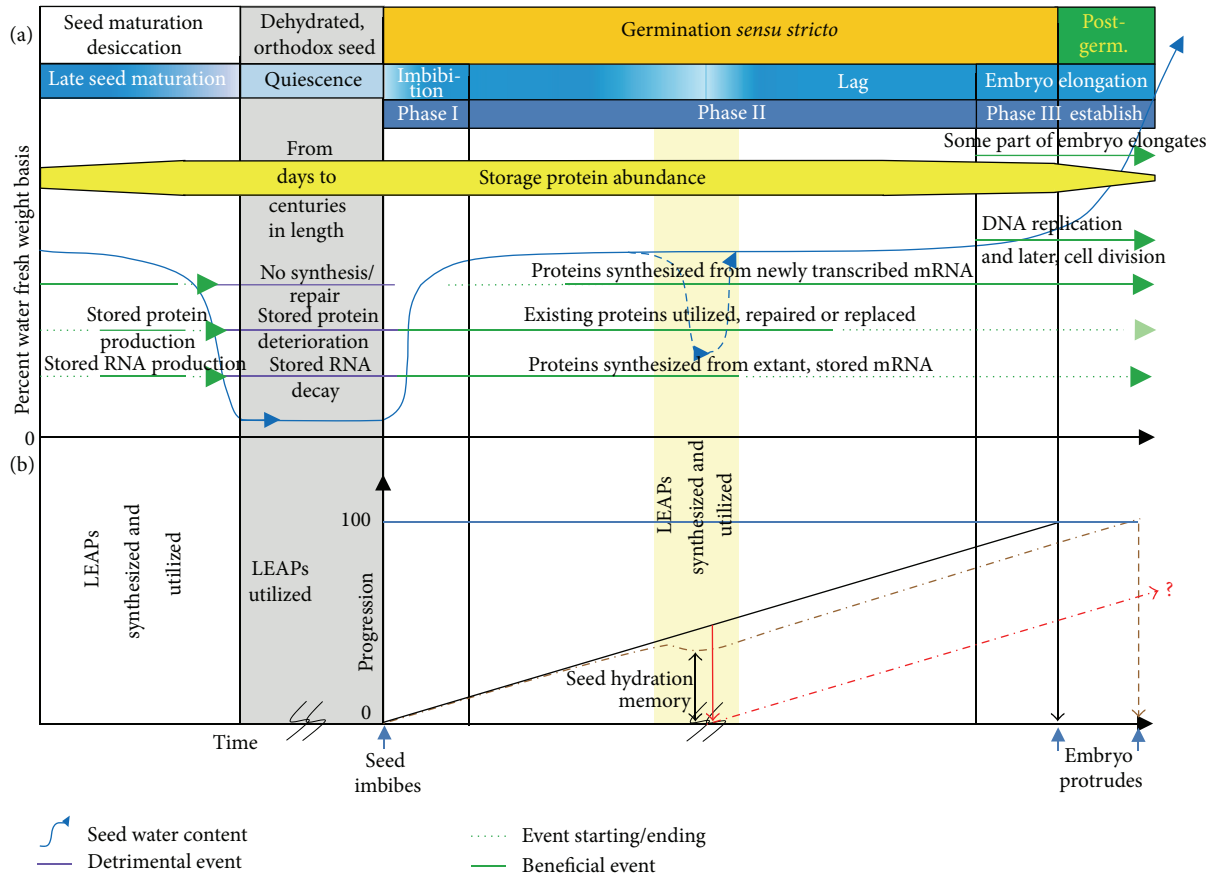 (a)
Seed maturation
desiccation
Dehydrated,
orthodox seed
Germination sensu stricto
Post-
germ.
Late seed maturation
Quiescence
Imbibi-
tion
Lag
Embryo elongation
Phase I
Phase II
Phase III establish
Some part of embryo elongates
From
days to
centuries
in length
Storage protein abundance
DNA replication
and later, cell division
No synthesis/
repair
Proteins synthesized from newly transcribed mRNA
Stored protein
production
Stored protein
deterioration
Existing proteins utilized, repaired or replaced
Stored RNA production
Stored RNA
decay
Proteins synthesized from extant, stored mRNA
Percent water fresh weight basis
0
(b)
LEAPs
synthesized and
utilized
LEAPs
utilized
Progression
100
0
LEAPs
synthesized and
utilized
Seed hydration
memory
?
Time
Seed
imbibes
Embryo
protrudes
Seed water content
Detrimental event
Event starting/ending
Beneficial event